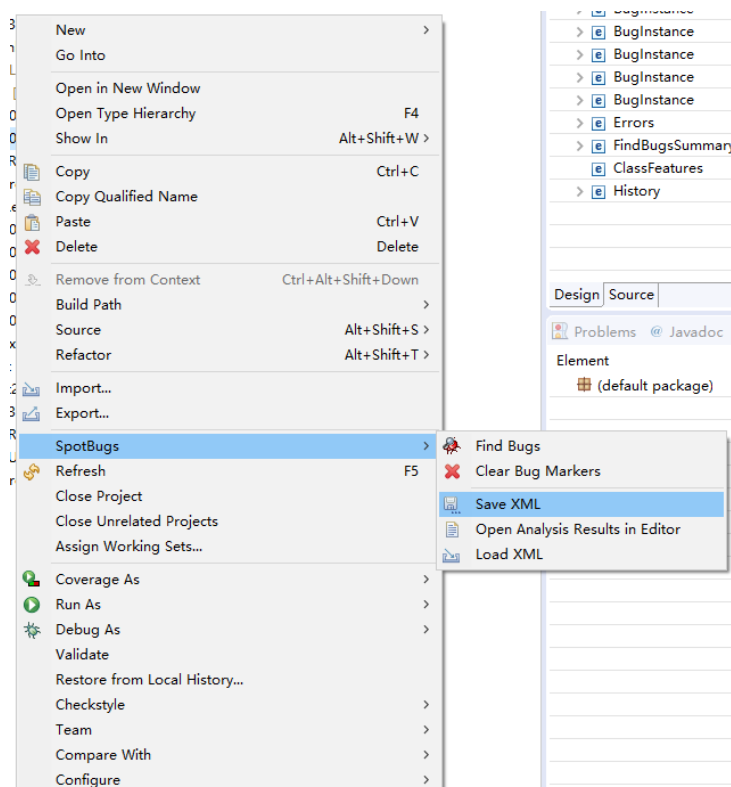 New
Go Into
Open in New Window
Open Type Hierarchy F4
Show In Alt+Shift+W >
Copy Ctrl+C
Copy Qualified Name
Paste Ctrl+V
Delete Delete
Remove from Context Ctrl+Alt+Shift+Down
Build Path
Source Alt+Shift+S >
Refactor Alt+Shift+T >
Import...
Export...
SpotBugs
Refresh F5
Close Project
Close Unrelated Projects
Assign Working Sets...
Coverage As
Run As
Debug As
Validate
Restore from Local History...
Checkstyle
Team
Compare With
Configure
Find Bugs
Clear Bug Markers
Save XML
Open Analysis Results in Editor
Load XML
BugInstance
BugInstance
BugInstance
BugInstance
BugInstance
Errors
FindBugsSummary
ClassFeatures
History
Design Source
Problems @ Javadoc
Element
(default package)